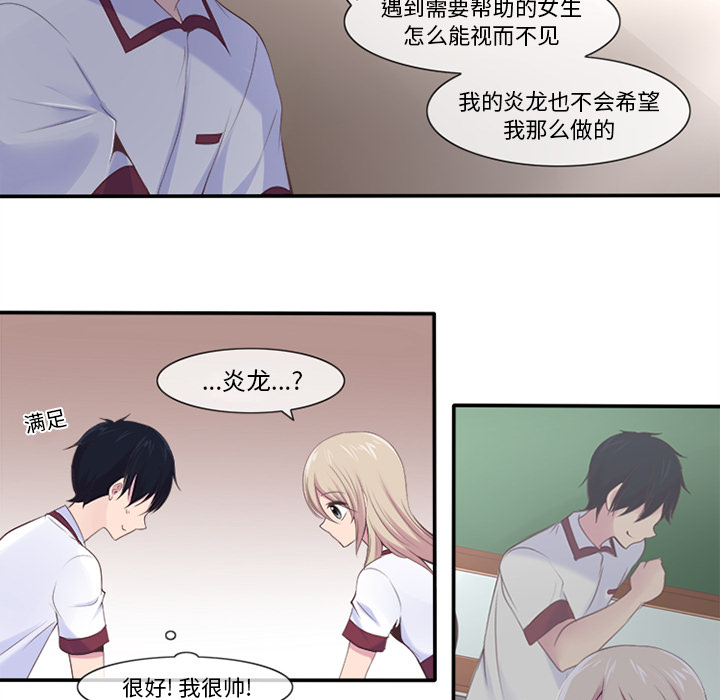 遇到需要帮助的女生
怎么能视而不见
我的炎龙也不会希望
我那么做的
...炎龙...?
满足
很好! 我很帅!